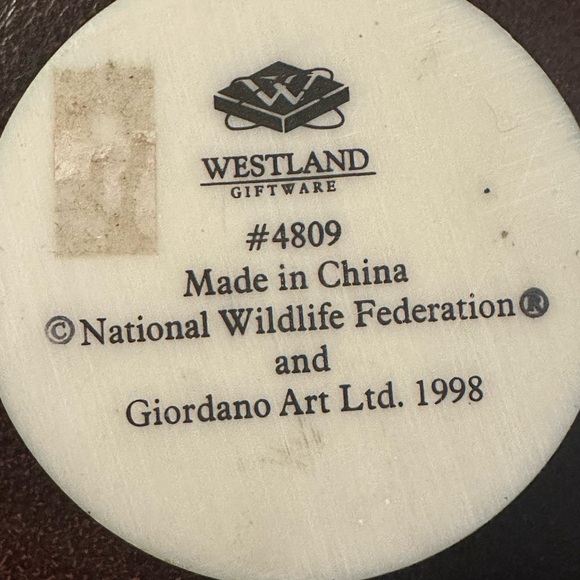 W
WESTLAND
GIFTWARE
#4809
Made in China
©National Wildlife Federation®
and
Giordano Art Ltd. 1998